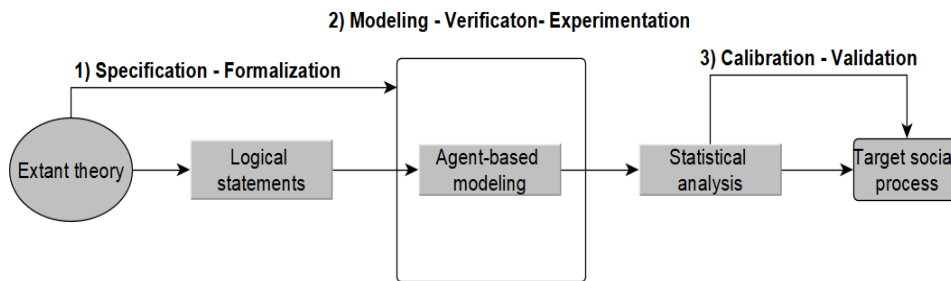 2) Modeling - Verificaton- Experimentation
1) Specification - Formalization
3) Calibration - Validation
Extant theory
Logical
statements
Agent-based
modeling
Statistical
analysis
Target social
process